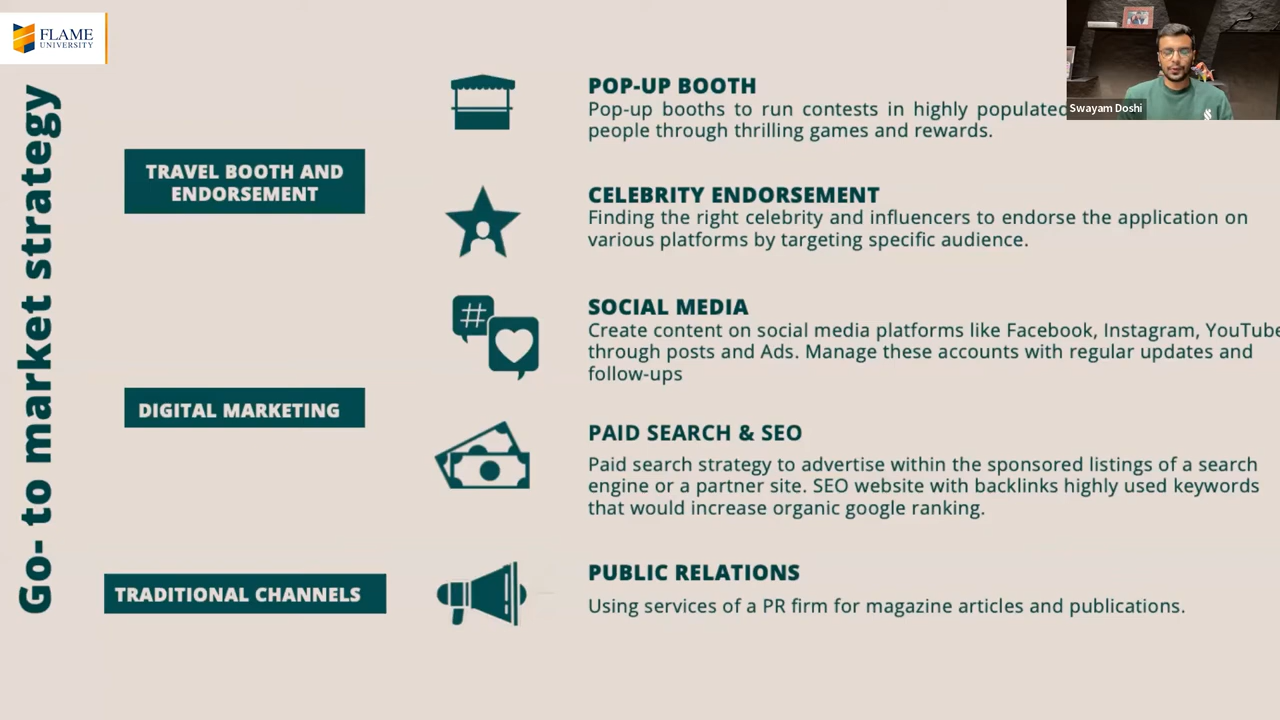 FLAME
UNIVERSITY
Swayam Doshi
Go- to market strategy
TRAVEL BOOTH AND
ENDORSEMENT
POP-UP BOOTH
Pop-up booths to run contests in highly populated
people through thrilling games and rewards.
CELEBRITY ENDORSEMENT
Finding the right celebrity and influencers to endorse the application on
various platforms by targeting specific audience.
DIGITAL MARKETING
#
SOCIAL MEDIA
Create content on social media platforms like Facebook, Instagram, YouTube
through posts and Ads. Manage these accounts with regular updates and
follow-ups
PAID SEARCH & SEO
Paid search strategy to advertise within the sponsored listings of a search
engine or a partner site. SEO website with backlinks highly used keywords
that would increase organic google ranking.
TRADITIONAL CHANNELS
PUBLIC RELATIONS
Using services of a PR firm for magazine articles and publications.